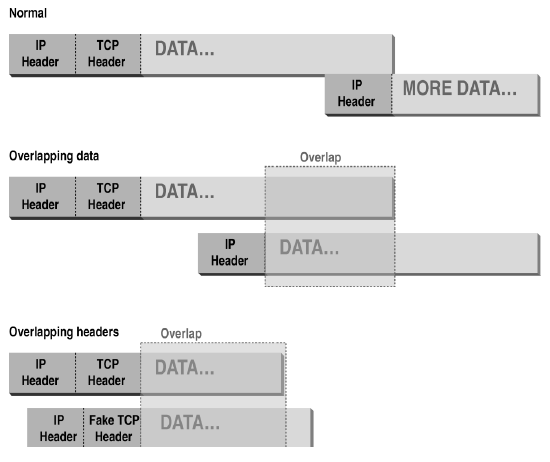 Normal
IP Header TCP Header DATA...
IP Header MORE DATA...
Overlapping data
Overlap
IP Header TCP Header DATA...
IP Header DATA...
Overlapping headers
Overlap
IP Header TCP Header DATA...
IP Header Fake TCP Header DATA...